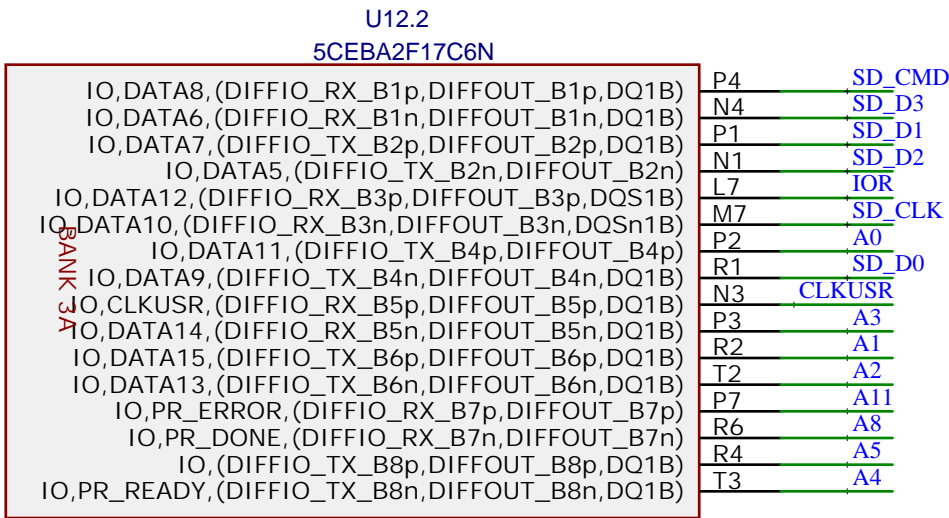 U12.2
5CEBA2F17C6N
IO,DATA8,(DIFFIO_RX_B1p,DIFFOUT_B1p,DQ1B) P4 SD_CMD
IO,DATA6,(DIFFIO_RX_B1n,DIFFOUT_B1n,DQ1B) N4 SD_D3
IO,DATA7,(DIFFIO_TX_B2p,DIFFOUT_B2p,DQ1B) P1 SD_D1
IO,DATA5,(DIFFIO_TX_B2n,DIFFOUT_B2n) N1 SD_D2
IO,DATA12,(DIFFIO_RX_B3p,DIFFOUT_B3p,DQS1B) L7 IOR
IO,DATA10,(DIFFIO_RX_B3n,DIFFOUT_B3n,DQSn1B) M7 SD_CLK
IO,DATA11,(DIFFIO_TX_B4p,DIFFOUT_B4p) P2 A0
IO,DATA9,(DIFFIO_TX_B4n,DIFFOUT_B4n,DQ1B) R1 SD_D0
IO,CLKUSR,(DIFFIO_RX_B5p,DIFFOUT_B5p,DQ1B) N3 CLKUSR
IO,DATA14,(DIFFIO_RX_B5n,DIFFOUT_B5n,DQ1B) P3 A3
IO,DATA15,(DIFFIO_TX_B6p,DIFFOUT_B6p,DQ1B) R2 A1
IO,DATA13,(DIFFIO_TX_B6n,DIFFOUT_B6n,DQ1B) T2 A2
IO,PR_ERROR,(DIFFIO_RX_B7p,DIFFOUT_B7p) P7 A11
IO,PR_DONE,(DIFFIO_RX_B7n,DIFFOUT_B7n) R6 A8
IO,(DIFFIO_TX_B8p,DIFFOUT_B8p,DQ1B) R4 A5
IO,PR_READY,(DIFFIO_TX_B8n,DIFFOUT_B8n,DQ1B) T3 A4
BANK 3A